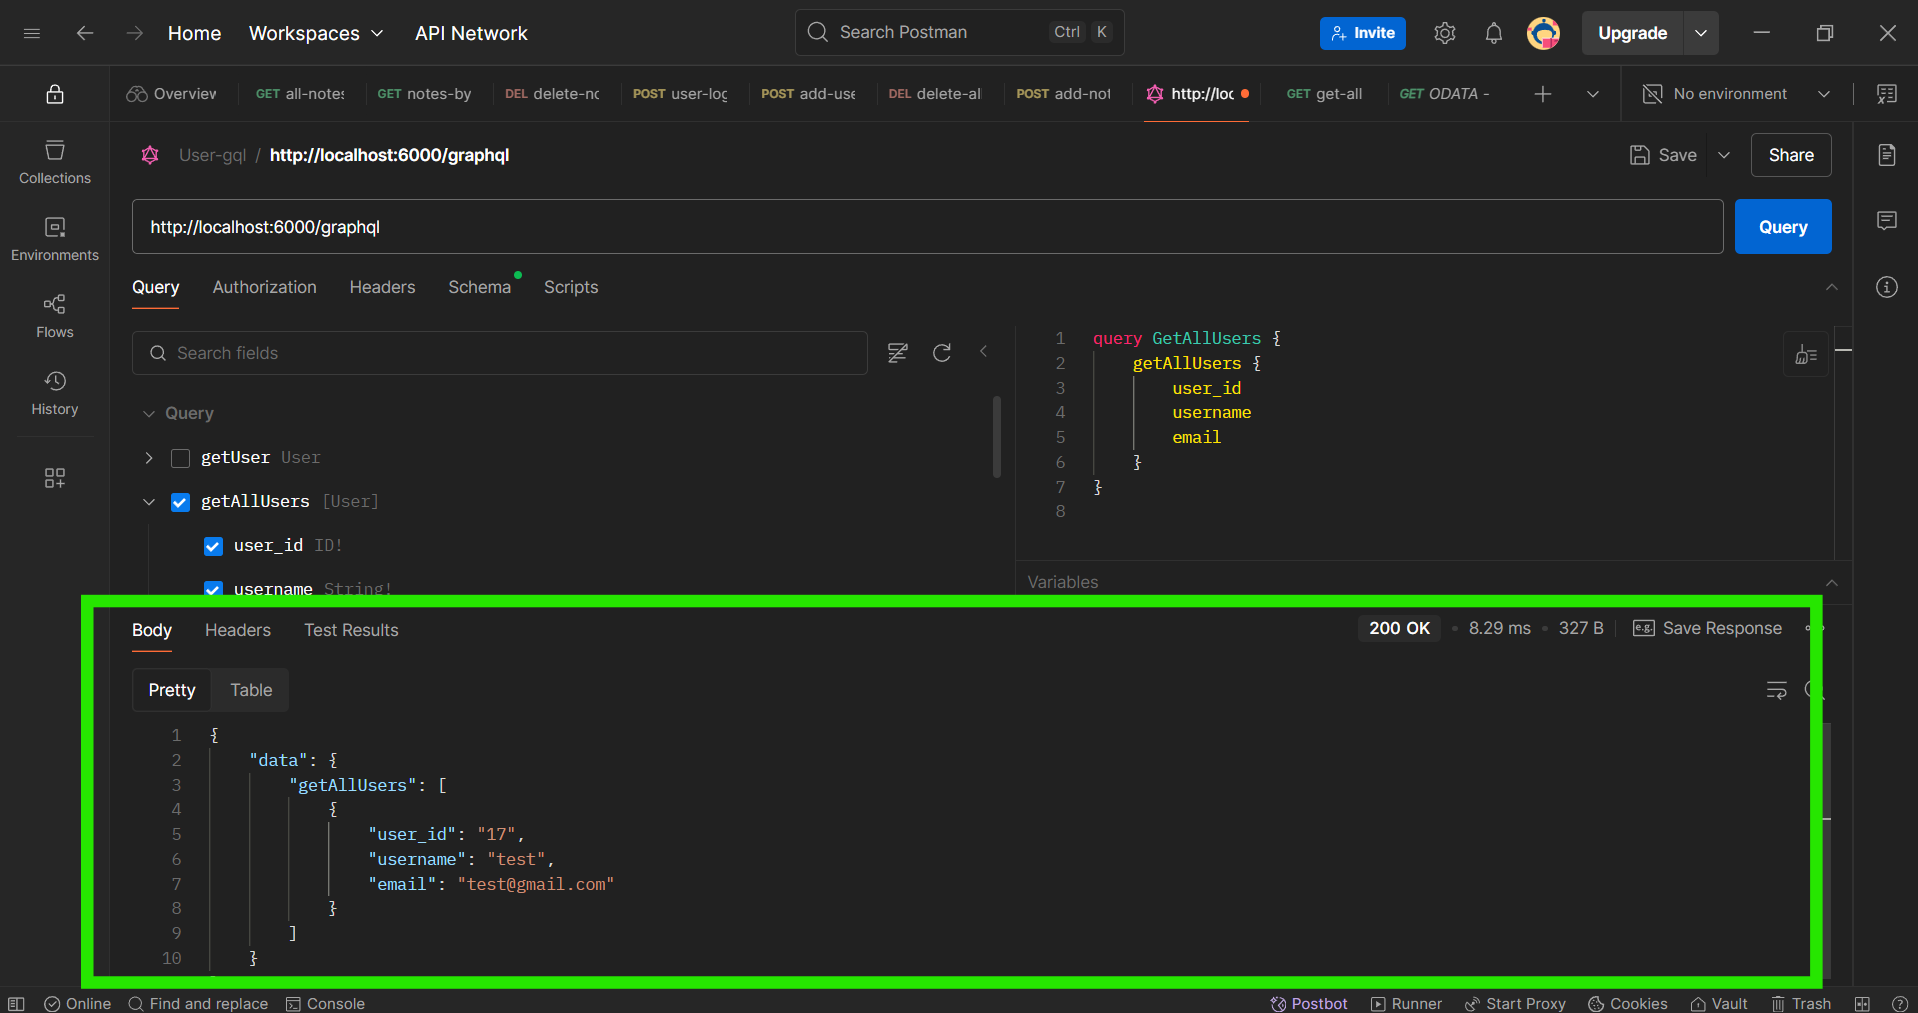 Home Workspaces API Network Search Postman Ctrl K Invite Upgrade
Overview GET all-notes GET notes-by DEL delete-no POST user-log POST add-use DEL delete-all POST add-not http://loc GET get-all GET ODATA - No environment
User-gql / http://localhost:6000/graphql Save Share
http://localhost:6000/graphql Query
Collections
Environments
Flows
History
Query Authorization Headers Schema Scripts
Search fields
Query
getUser User
getAllUsers [User]
user_id ID!
username String!
1 query GetAllUsers {
2 getAllUsers {
3 user_id
4 username
5 email
6 }
7 }
8
Variables
Body Headers Test Results 200 OK • 8.29 ms • 327 B e.g. Save Response
Pretty Table
1 {
2 "data": {
3 "getAllUsers": [
4 {
5 "user_id": "17",
6 "username": "test",
7 "email": "test@gmail.com"
8 }
9 ]
10 }
Online Find and replace Console Postbot Runner Start Proxy Cookies Vault Trash